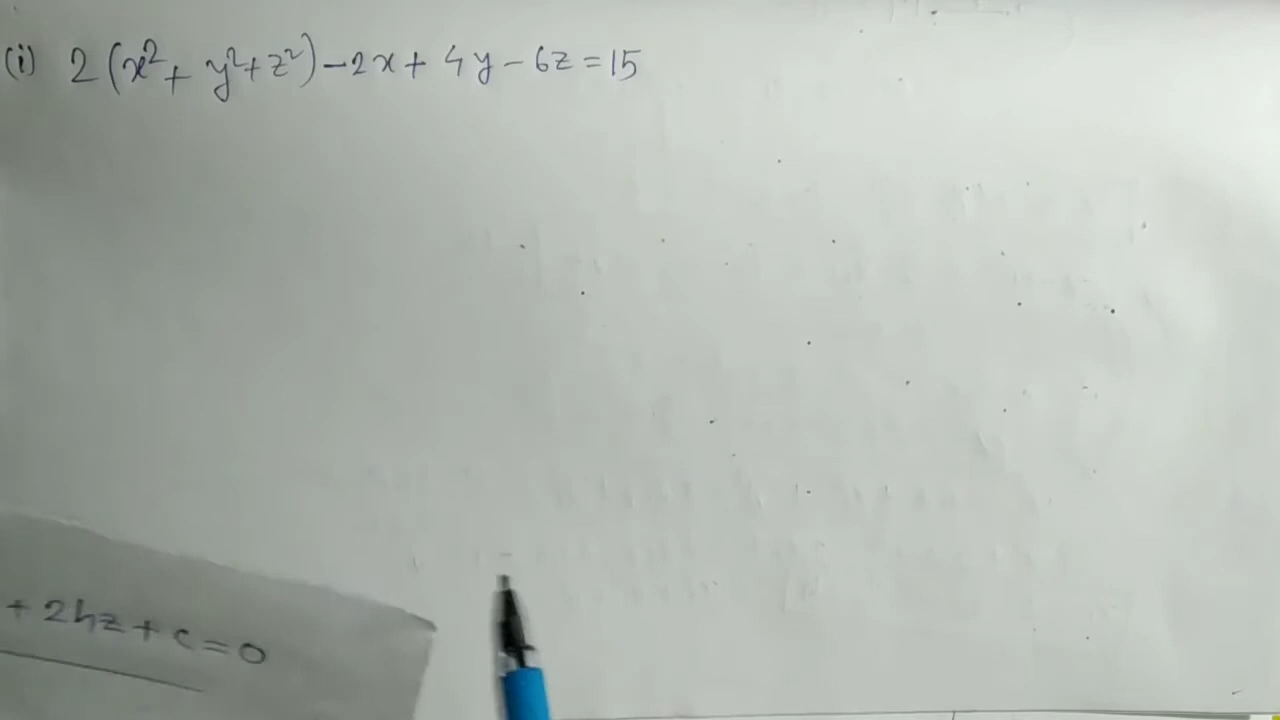 (i) 2(x²+ y²+z²)-2x+ 4y-6z=15
+ 2hz+c=0